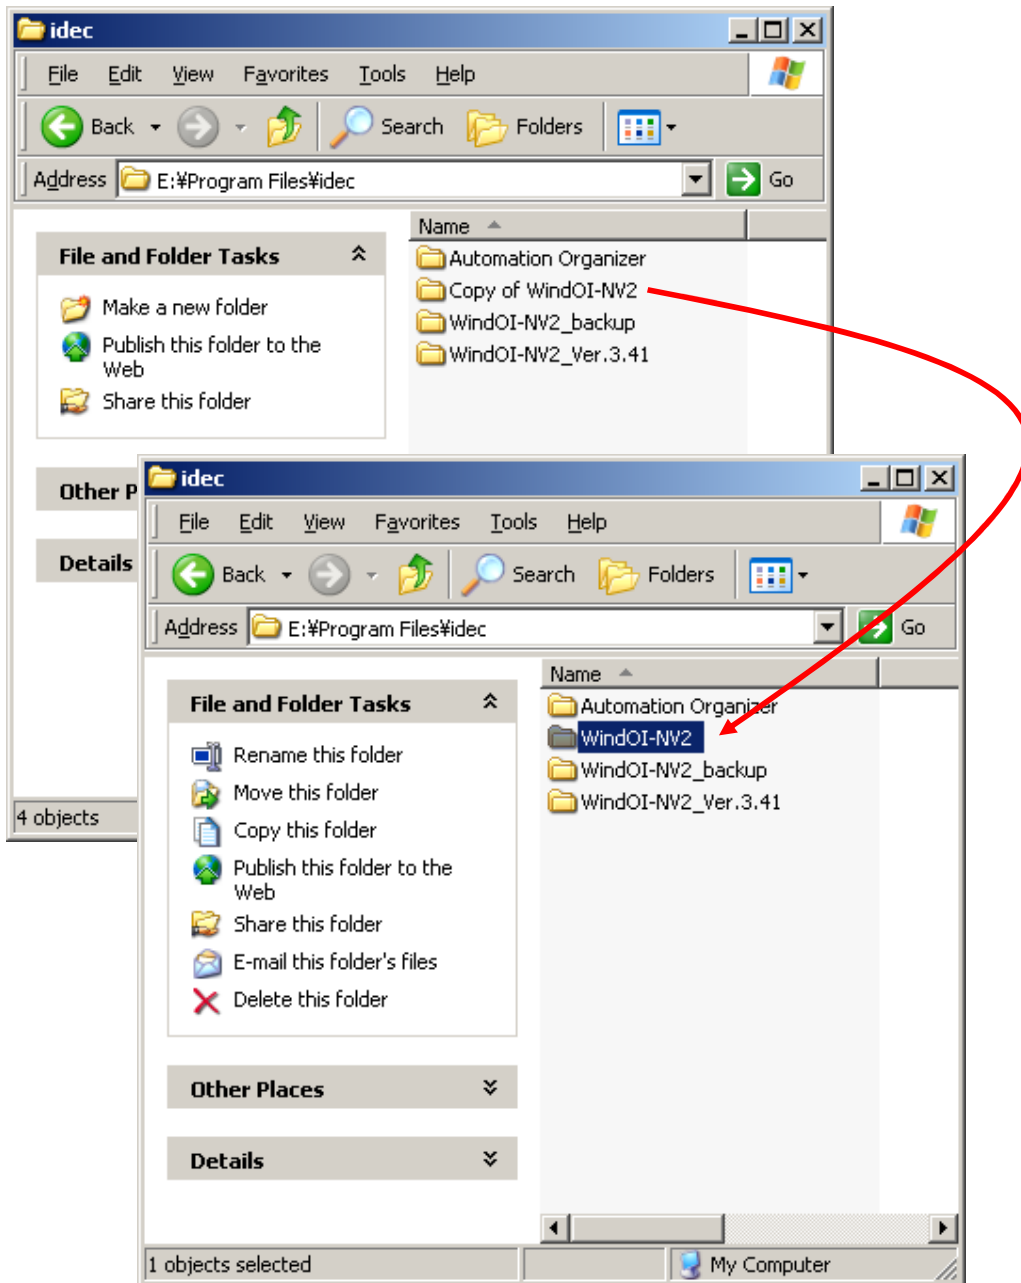 idec
File Edit View Favorites Tools Help
Back Search Folders
Address E:¥Program Files¥idec Go
File and Folder Tasks
Make a new folder
Publish this folder to the
Web
Share this folder
Other P
Details
4 objects
Name
Automation Organizer
Copy of WindOI-NV2
WindOI-NV2_backup
WindOI-NV2_Ver.3.41
idec
File Edit View Favorites Tools Help
Back Search Folders
Address E:¥Program Files¥idec Go
File and Folder Tasks
Rename this folder
Move this folder
Copy this folder
Publish this folder to the
Web
Share this folder
E-mail this folder's files
Delete this folder
Other Places
Details
Name
Automation Organizer
WindOI-NV2
WindOI-NV2_backup
WindOI-NV2_Ver.3.41
1 objects selected My Computer